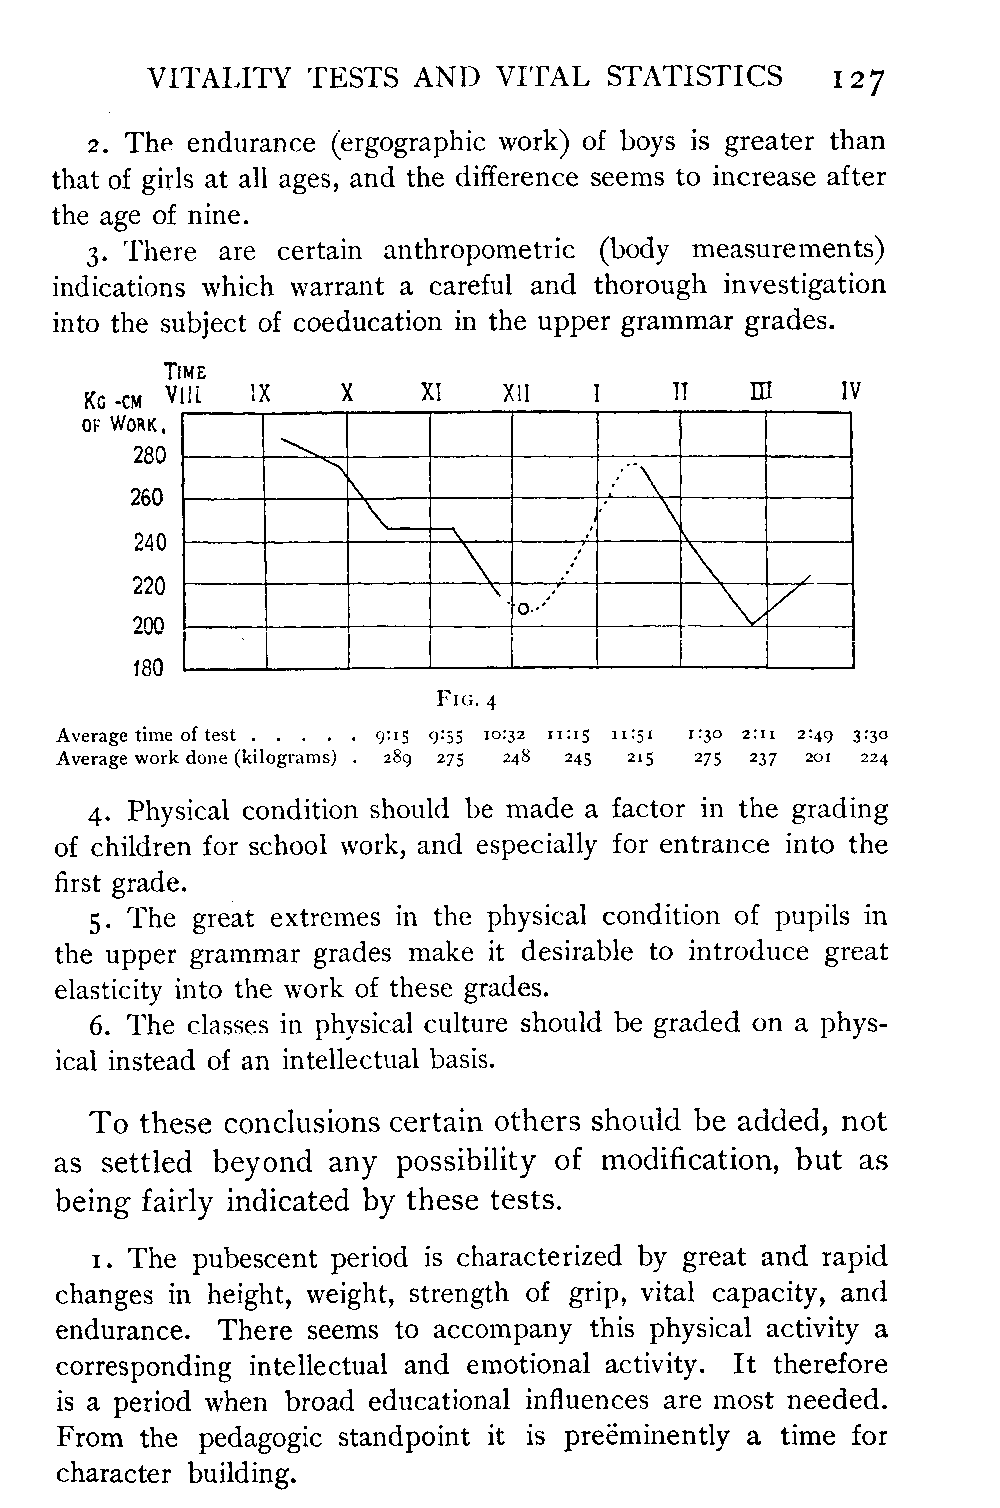 VITALITY TESTS AND VITAL STATISTICS 127
2. The endurance (ergographic work) of boys is greater than
that of girls at all ages, and the difference seems to increase after
the age of nine.
3. There are certain anthropometric (body measurements)
indications which warrant a careful and thorough investigation
into the subject of coeducation in the upper grammar grades.
TIME
KG-CM VIII IX X XI XII I II III IV
OF WORK.
280
260
240
220
200
180
FIG. 4
Average time of test . . . . . 9:15 9:55 10:32 11:15 11:51 1:30 2:11 2:49 3:30
Average work done (kilograms) . 289 275 248 245 215 275 237 201 224
4. Physical condition should be made a factor in the grading
of children for school work, and especially for entrance into the
first grade.
5. The great extremes in the physical condition of pupils in
the upper grammar grades make it desirable to introduce great
elasticity into the work of these grades.
6. The classes in physical culture should be graded on a phys-
ical instead of an intellectual basis.
To these conclusions certain others should be added, not
as settled beyond any possibility of modification, but as
being fairly indicated by these tests.
1. The pubescent period is characterized by great and rapid
changes in height, weight, strength of grip, vital capacity, and
endurance. There seems to accompany this physical activity a
corresponding intellectual and emotional activity. It therefore
is a period when broad educational influences are most needed.
From the pedagogic standpoint it is preëminently a time for
character building.